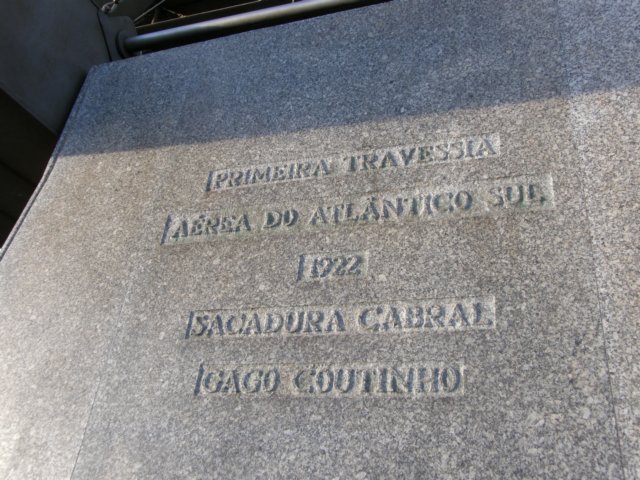 PRIMEIRA TRAVESSIA
AÉREA DO ATLÂNTICO SUL
1922
SACADURA CABRAL
GAGO COUTINHO